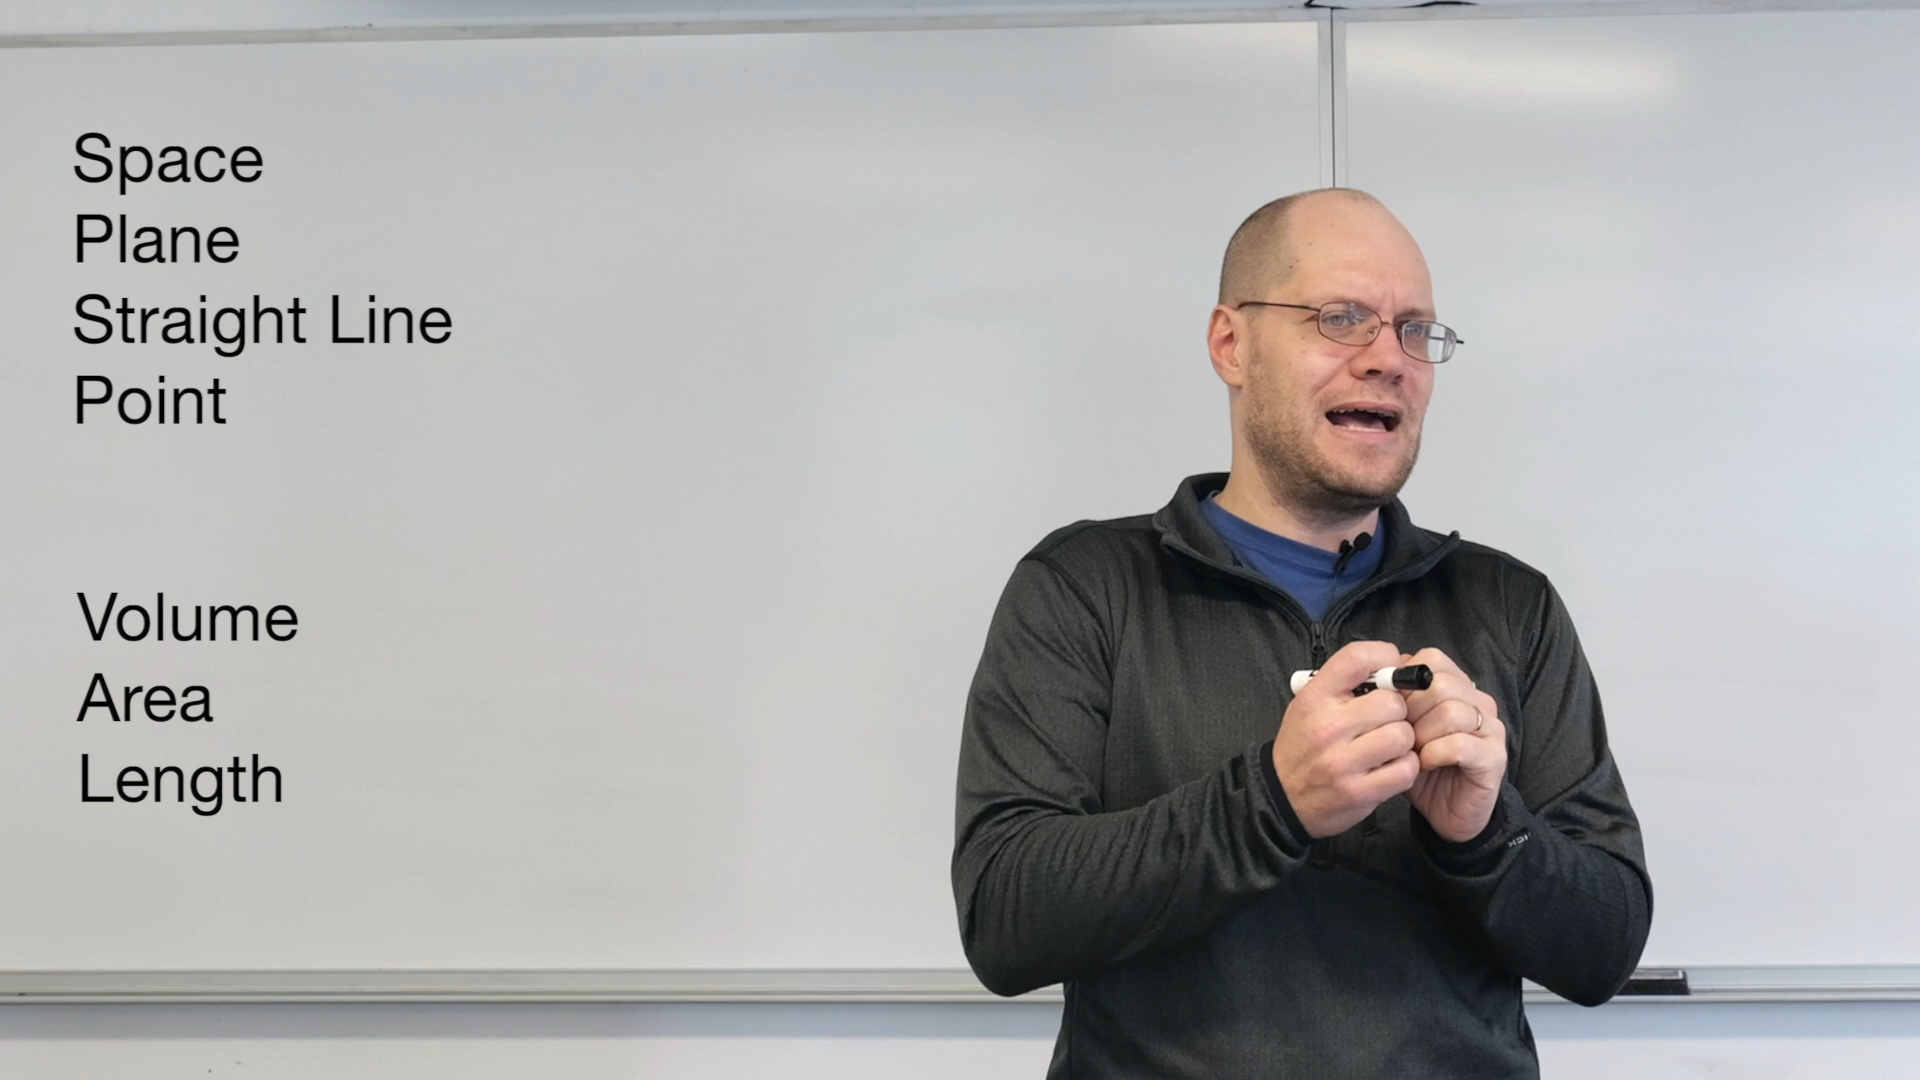 Space
Plane
Straight Line
Point
Volume
Area
Length